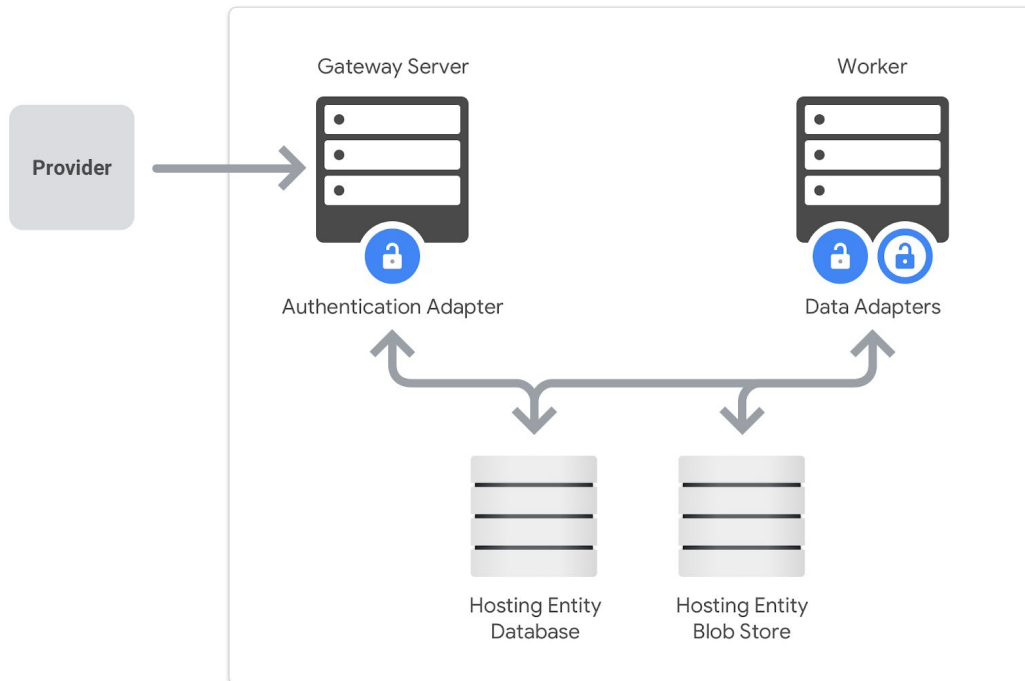 Gateway Server
Worker
Provider
Authentication Adapter
Data Adapters
Hosting Entity
Database
Hosting Entity
Blob Store